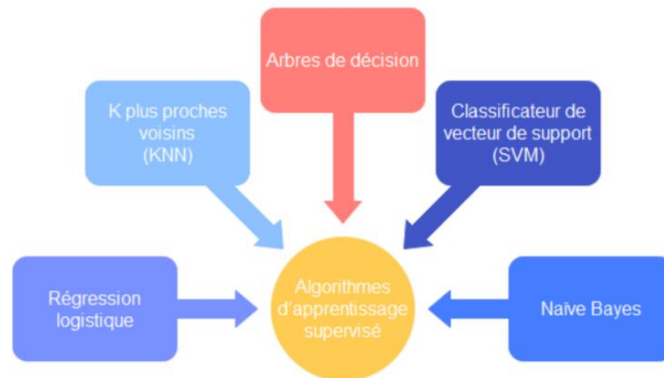 Arbres de décision
K plus proches
voisins
(KNN)
Classificateur de
vecteur de support
(SVM)
Régression
logistique
Algorithmes
d'apprentissage
supervisé
Naïve Bayes